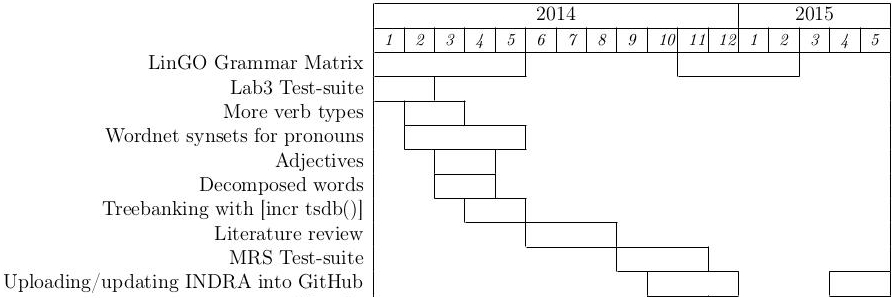 2014 2015
1 2 3 4 5 6 7 8 9 10 11 12 1 2 3 4 5
LinGO Grammar Matrix
Lab3 Test-suite
More verb types
Wordnet synsets for pronouns
Adjectives
Decomposed words
Treebanking with [incr tsdb()]
Literature review
MRS Test-suite
Uploading/updating INDRA into GitHub